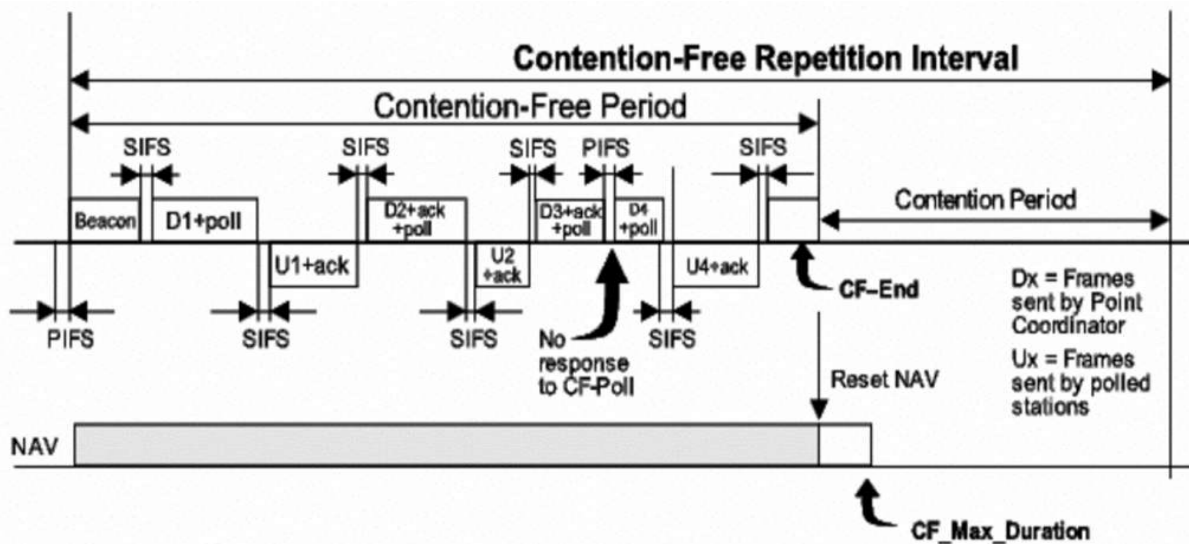 Contention-Free Repetition Interval
Contention-Free Period
SIFS
SIFS
SIFS
PIFS
SIFS
Beacon
D1+poll
D2+ack
+poll
D3+ack
+poll
D4
+poll
Contention Period
U1+ack
U2
+ack
U4+ack
CF–End
PIFS
SIFS
SIFS
No
response
to CF-Poll
SIFS
Dx = Frames
sent by Point
Coordinator
Ux = Frames
sent by polled
stations
Reset NAV
NAV
CF_Max_Duration